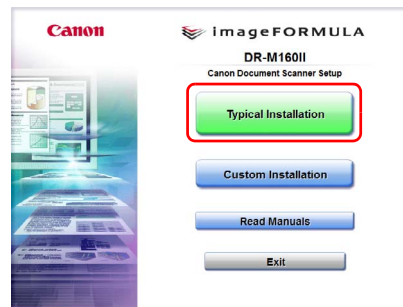 Canon
imageFORMULA
DR-M160II
Canon Document Scanner Setup
Typical Installation
Custom Installation
Read Manuals
Exit